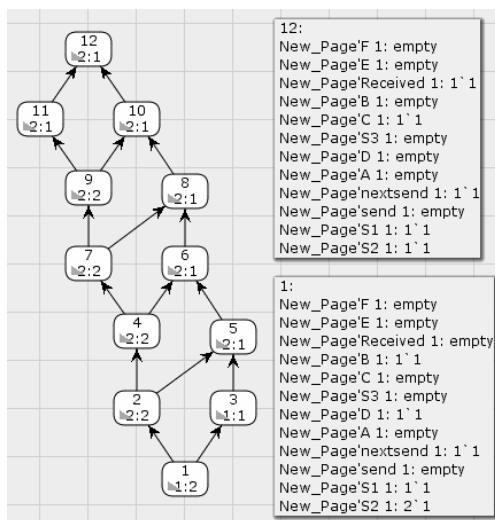 12
2:1
11
2:1
10
2:1
9
2:2
8
2:1
7
2:2
6
2:1
4
2:2
5
2:1
2
2:2
3
1:1
1
1:2
12:
New_Page'F 1: empty
New_Page'E 1: empty
New_Page'Received 1: 1`1
New_Page'B 1: empty
New_Page'C 1: 1`1
New_Page'S3 1: empty
New_Page'D 1: empty
New_Page'A 1: empty
New_Page'nextsend 1: 1`1
New_Page'send 1: empty
New_Page'S1 1: 1`1
New_Page'S2 1: 1`1
1:
New_Page'F 1: empty
New_Page'E 1: empty
New_Page'Received 1: empty
New_Page'B 1: 1`1
New_Page'C 1: empty
New_Page'S3 1: empty
New_Page'D 1: 1`1
New_Page'A 1: empty
New_Page'nextsend 1: 1`1
New_Page'send 1: empty
New_Page'S1 1: 1`1
New_Page'S2 1: 2`1